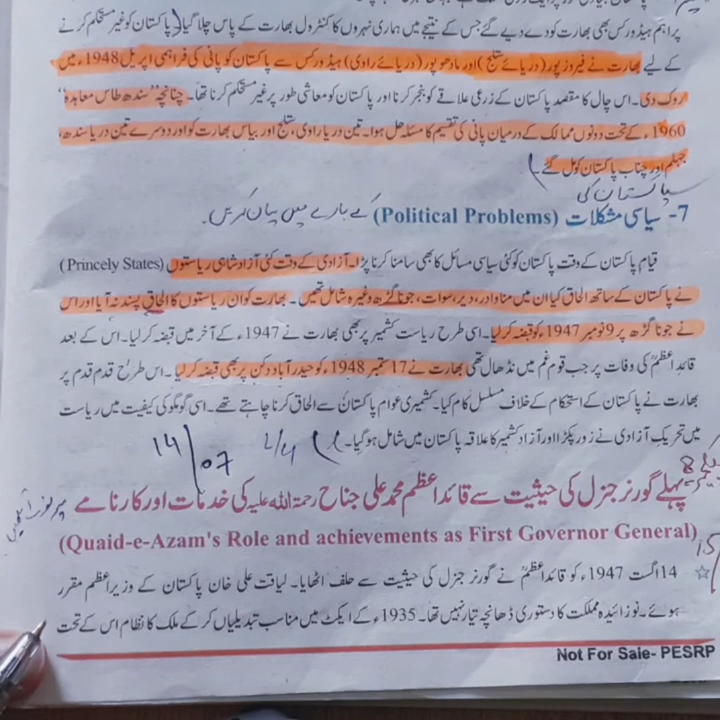 پر اہم ہیڈورکس بھی بھارت کو دے دیے گئے جس کے نتیجے میں ہماری نہروں کا کنٹرول بھارت کے پاس چلا گیا۔ پاکستان کو غیر مستحکم کرنے
کے لیے بھارت نے فیروز پور (دریائے ستلج) اور مادھو پور (دریائے راوی) ہیڈورکس سے پاکستان کو پانی کی فراہمی اپریل 1948ء میں
روک دی۔ اس چال کا مقصد پاکستان کے زرعی علاقے کو بنجر کرنا اور پاکستان کو معاشی طور پر غیر مستحکم کرنا تھا۔ چنانچہ "سندھ طاس معاہدہ"
1960ء کے تحت دونوں ممالک کے درمیان پانی کی تقسیم کا مسئلہ حل ہوا۔ تین دریا راوی، ستلج اور بیاس بھارت کو اور دوسرے تین دریا سندھ،
جہلم اور چناب پاکستان کو مل گئے۔
پاکستان کی
7- سیاسی مشکلات (Political Problems) کے بارے میں بیان کریں۔
قیام پاکستان کے وقت پاکستان کو کئی سیاسی مسائل کا بھی سامنا کرنا پڑا۔ آزادی کے وقت کئی آزاد شاہی ریاستوں (Princely States)
نے پاکستان کے ساتھ الحاق کیا ان میں مناوادر، دیر، سوات، جونا گڑھ وغیرہ شامل تھیں۔ بھارت کو ان ریاستوں کا الحاق پسند نہ آیا اور اس
نے جونا گڑھ پر 9 نومبر 1947ء کو قبضہ کر لیا۔ اسی طرح ریاست کشمیر پر بھی بھارت نے 1947ء کے آخر میں قبضہ کر لیا۔ اس کے بعد
قائداعظمؒ کی وفات پر جب قوم غم میں نڈھال تھی بھارت نے 17 ستمبر 1948ء کو حیدر آباد دکن پر بھی قبضہ کر لیا۔ اس طرح قدم قدم پر
بھارت نے پاکستان کے استحکام کے خلاف مسلسل کام کیا۔ کشمیری عوام پاکستان سے الحاق کرنا چاہتے تھے۔ اسی گومگو کی کیفیت میں ریاست
میں تحریک آزادی نے زور پکڑا اور آزاد کشمیر کا علاقہ پاکستان میں شامل ہو گیا۔
14/07
پہلے گورنر جنرل کی حیثیت سے قائداعظم محمد علی جناح رحمۃ اللہ علیہ کی خدمات اور کارنامے
(Quaid-e-Azam's Role and achievements as First Governor General)
15
☆ 14 اگست 1947ء کو قائداعظمؒ نے گورنر جنرل کی حیثیت سے حلف اٹھایا۔ لیاقت علی خان پاکستان کے وزیراعظم مقرر
ہوئے۔ نوزائیدہ مملکت کا دستوری ڈھانچہ تیار نہیں تھا۔ 1935ء کے ایکٹ میں مناسب تبدیلیاں کر کے ملک کا نظام اس کے تحت
Not For Sale- PESRP